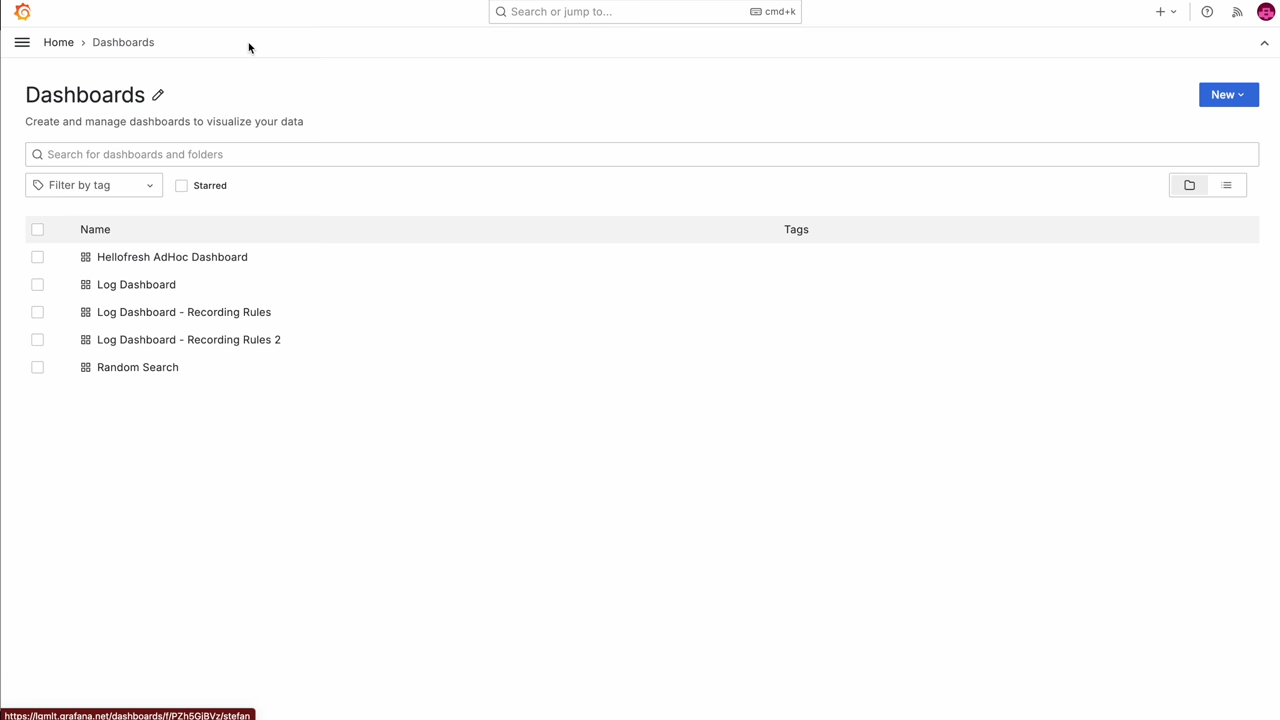 Search or jump to... cmd+k
Home › Dashboards
Dashboards
New
Create and manage dashboards to visualize your data
Search for dashboards and folders
Filter by tag
Starred
Name Tags
Hellofresh AdHoc Dashboard
Log Dashboard
Log Dashboard - Recording Rules
Log Dashboard - Recording Rules 2
Random Search
https://lgmlt.grafana.net/dashboards/f/PZh5GjBVz/stefan